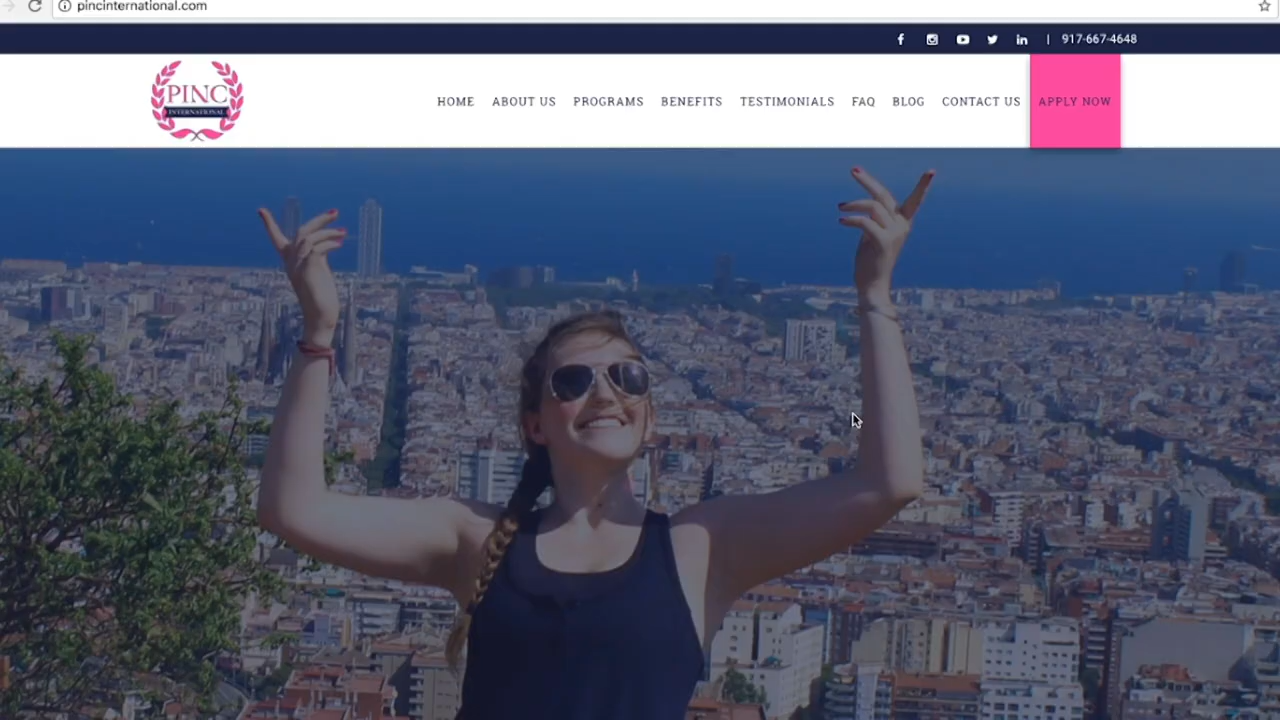 pincinternational.com
| 917-667-4648
PINC
INTERNATIONAL
HOME ABOUT US PROGRAMS BENEFITS TESTIMONIALS FAQ BLOG CONTACT US APPLY NOW